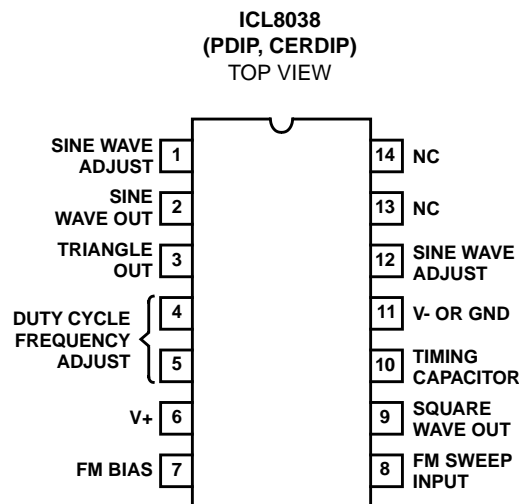 ICL8038
(PDIP, CERDIP)
TOP VIEW
SINE WAVE
ADJUST
1
SINE
WAVE OUT
2
TRIANGLE
OUT
3
DUTY CYCLE
FREQUENCY
ADJUST
4
5
V+
6
FM BIAS
7
14
NC
13
NC
12
SINE WAVE
ADJUST
11
V- OR GND
10
TIMING
CAPACITOR
9
SQUARE
WAVE OUT
8
FM SWEEP
INPUT